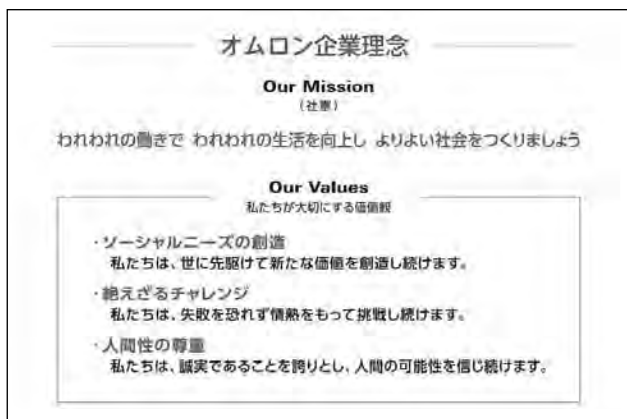 オムロン企業理念
Our Mission
(社憲)
われわれの働きで われわれの生活を向上し よりよい社会をつくりましょう
Our Values
私たちが大切にする価値観
・ソーシャルニーズの創造
私たちは、世に先駆けて新たな価値を創造し続けます。
・絶えざるチャレンジ
私たちは、失敗を恐れず情熱をもって挑戦し続けます。
・人間性の尊重
私たちは、誠実であることを誇りとし、人間の可能性を信じ続けます。